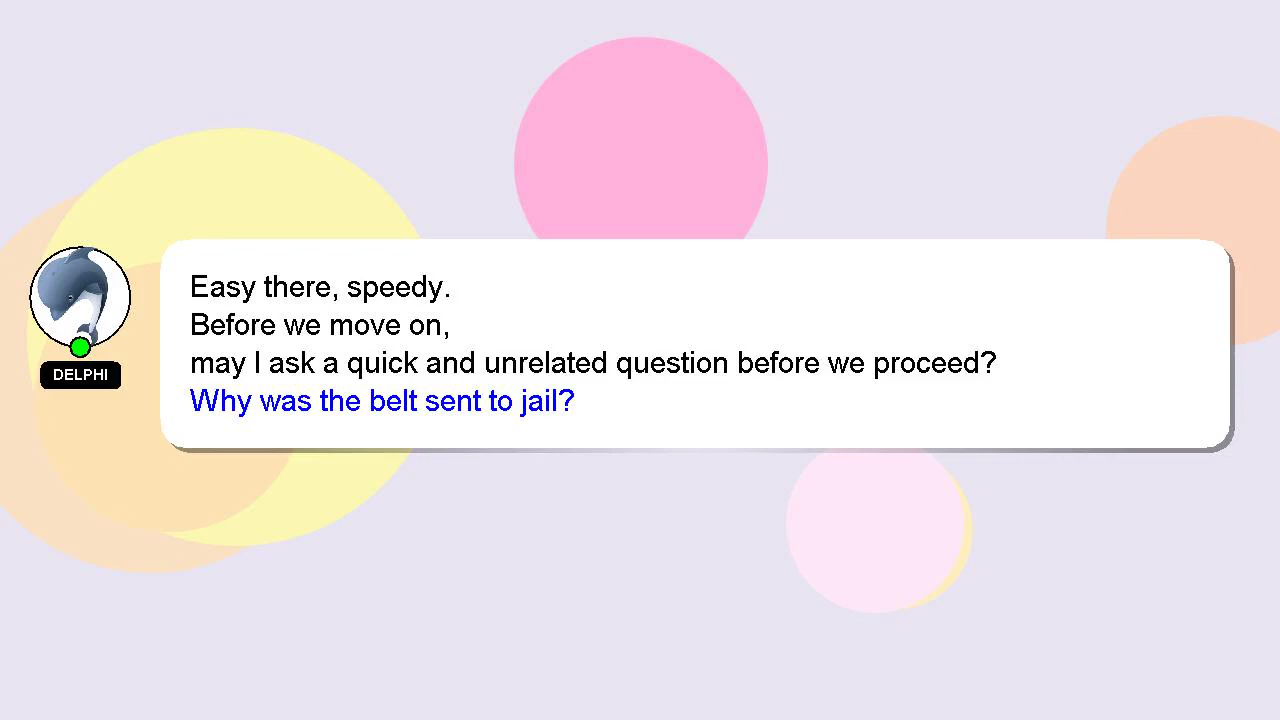 Easy there, speedy.
Before we move on,
may I ask a quick and unrelated question before we proceed?
Why was the belt sent to jail?
DELPHI